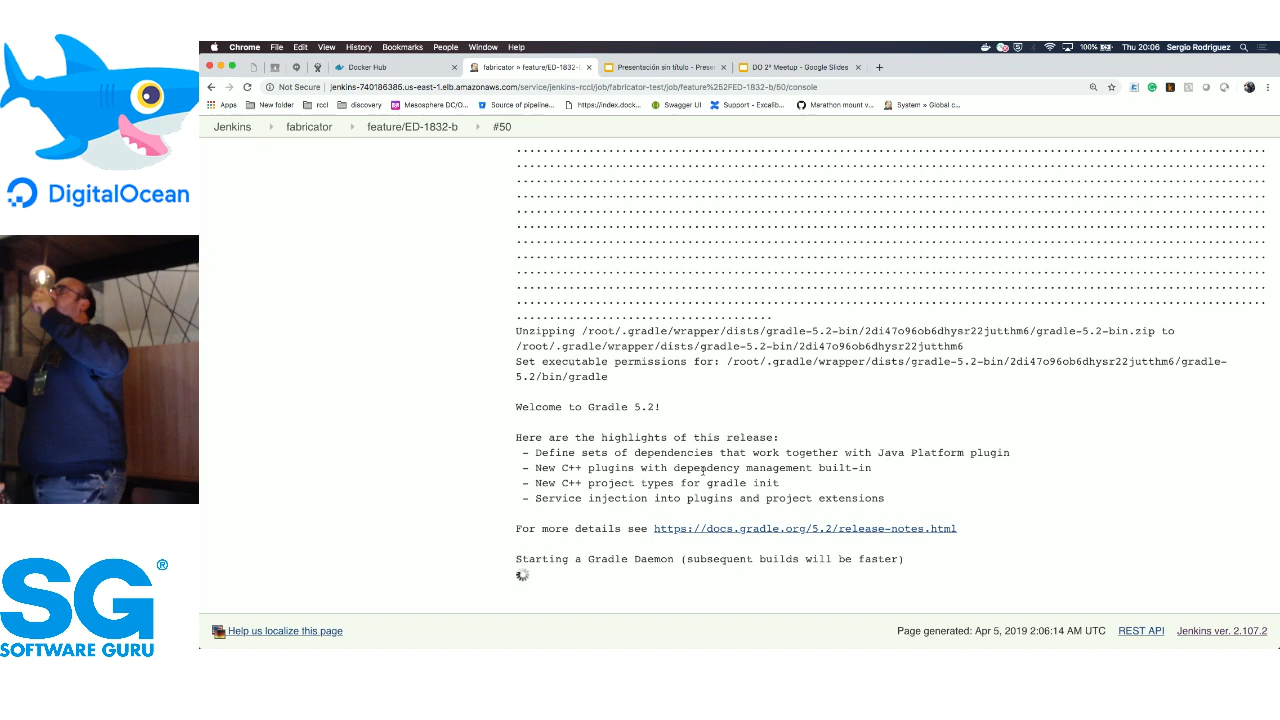 Chrome File Edit View History Bookmarks People Window Help 100% Thu 20:06 Sergio Rodriguez
Docker Hub fabricator » feature/ED-1832-b Presentación sin título - Prese DO 2º Meetup - Google Slides
Not Secure jenkins-740186385.us-east-1.elb.amazonaws.com/service/jenkins-rccl/job/fabricator-test/job/feature%252FED-1832-b/50/console
Apps New folder rccl discovery Mesosphere DC/O... Source of pipeline... https://index.dock... Swagger UI Support - Excalib... Marathon mount v... System » Global c...
Jenkins fabricator feature/ED-1832-b #50
Unzipping /root/.gradle/wrapper/dists/gradle-5.2-bin/2di47o96ob6dhysr22jutthm6/gradle-5.2-bin.zip to
/root/.gradle/wrapper/dists/gradle-5.2-bin/2di47o96ob6dhysr22jutthm6
Set executable permissions for: /root/.gradle/wrapper/dists/gradle-5.2-bin/2di47o96ob6dhysr22jutthm6/gradle-
5.2/bin/gradle
Welcome to Gradle 5.2!
Here are the highlights of this release:
- Define sets of dependencies that work together with Java Platform plugin
- New C++ plugins with dependency management built-in
- New C++ project types for gradle init
- Service injection into plugins and project extensions
For more details see https://docs.gradle.org/5.2/release-notes.html
Starting a Gradle Daemon (subsequent builds will be faster)
Help us localize this page Page generated: Apr 5, 2019 2:06:14 AM UTC REST API Jenkins ver. 2.107.2
DigitalOcean
SG®
SOFTWARE GURU